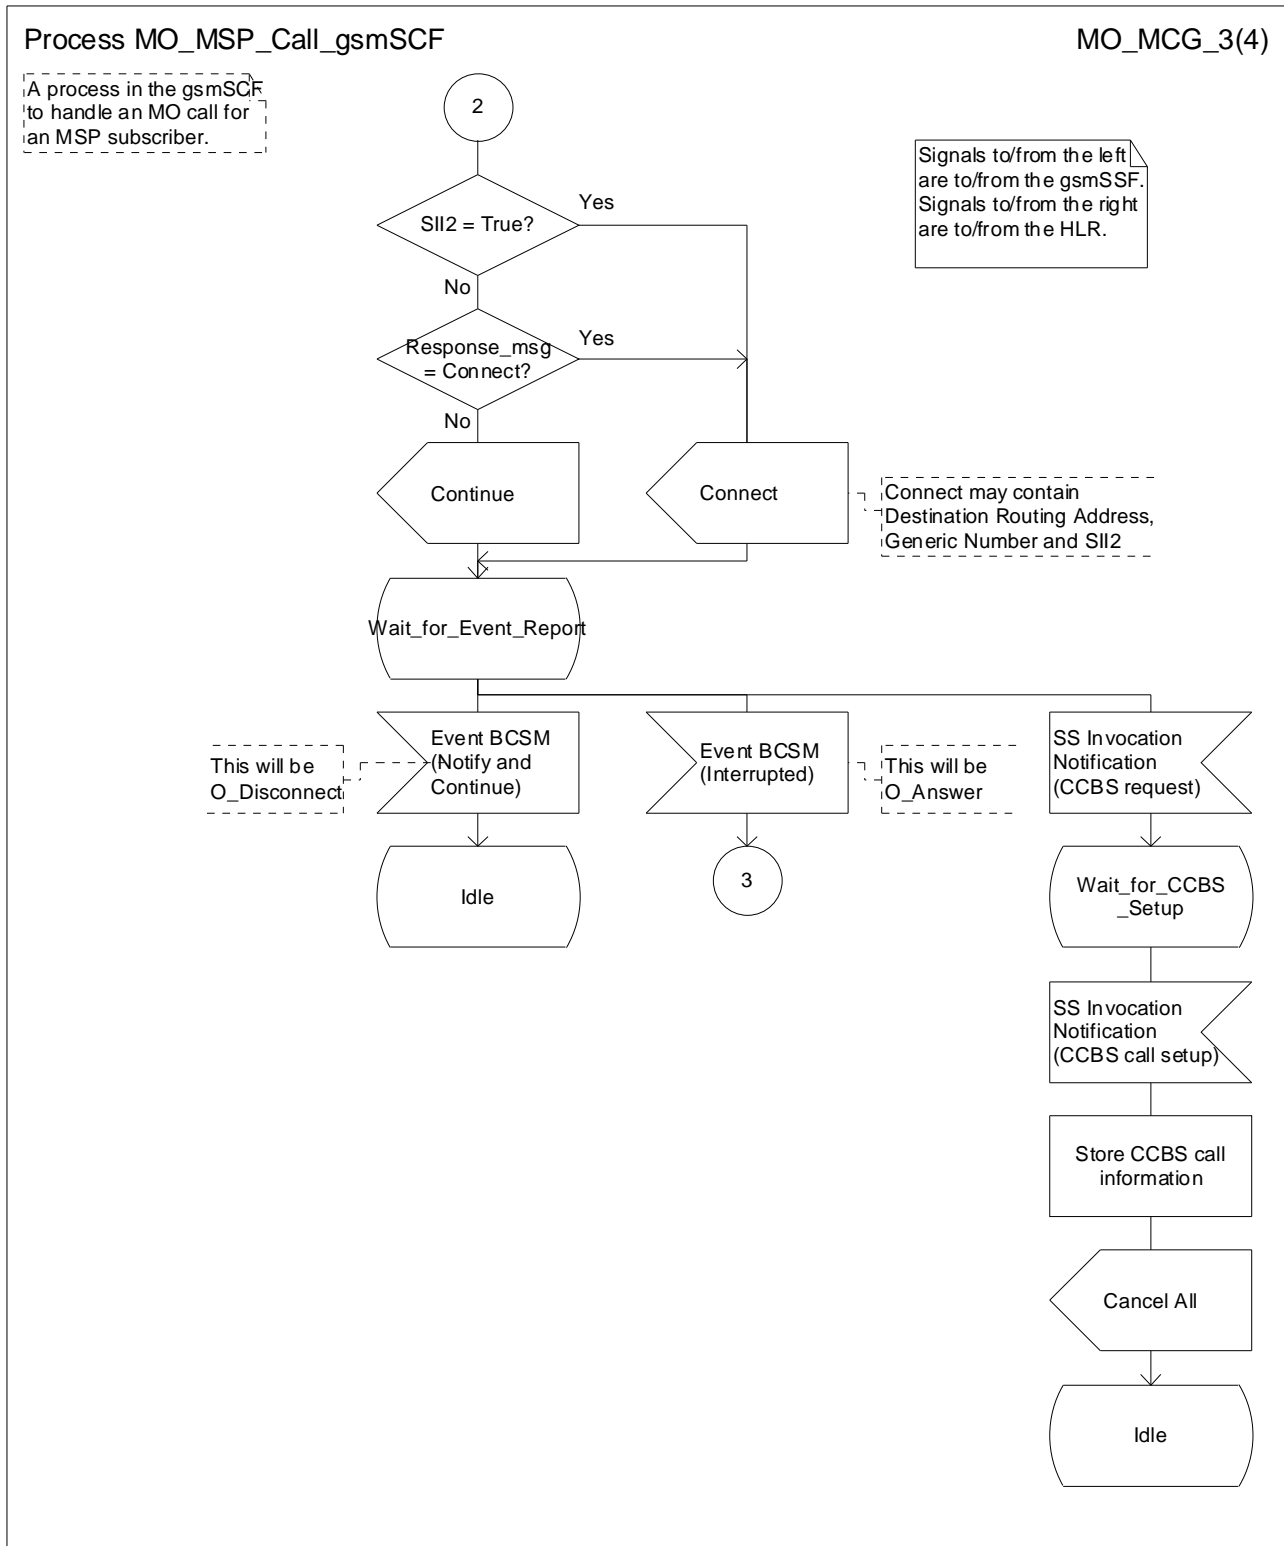 Process MO_MSP_Call_gsmSCF
MO_MCG_3(4)
A process in the gsmSCF
to handle an MO call for
an MSP subscriber.
2
Signals to/from the left
are to/from the gsmSSF.
Signals to/from the right
are to/from the HLR.
SII2 = True?
Yes
No
Response_msg
= Connect?
Yes
No
Continue
Connect
Connect may contain
Destination Routing Address,
Generic Number and SII2
Wait_for_Event_Report
This will be
O_Disconnect
Event BCSM
(Notify and
Continue)
Event BCSM
(Interrupted)
This will be
O_Answer
SS Invocation
Notification
(CCBS request)
Idle
3
Wait_for_CCBS
_Setup
SS Invocation
Notification
(CCBS call setup)
Store CCBS call
information
Cancel All
Idle